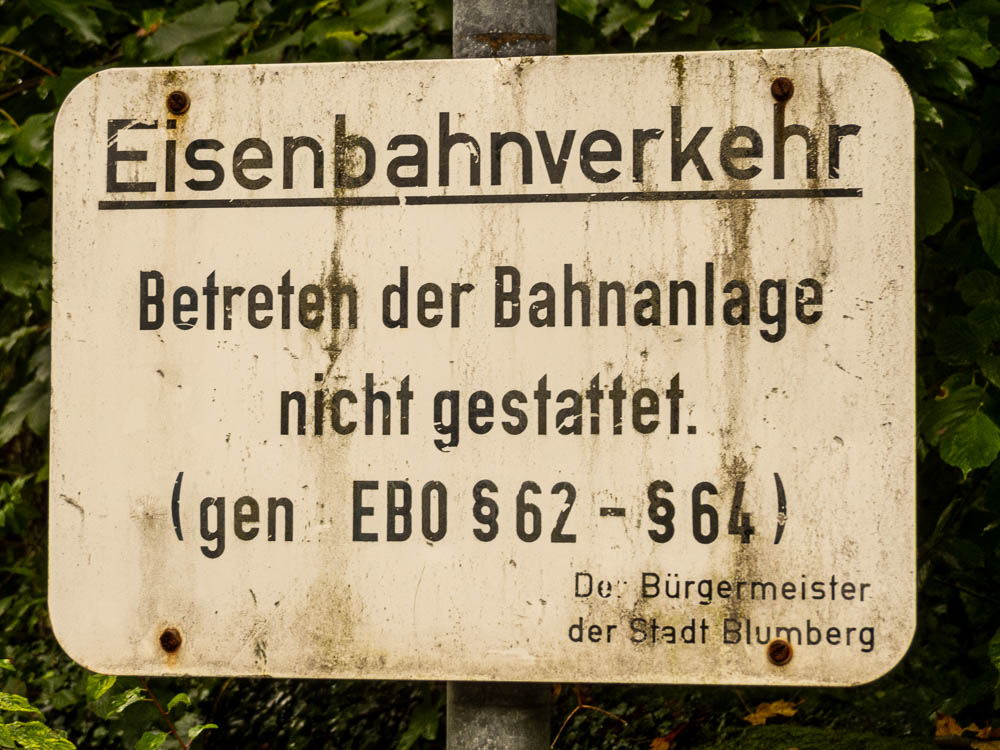 Eisenbahnverkehr
Betreten der Bahnanlage
nicht gestattet.
(gen EBO §62 - §64)
Der Bürgermeister
der Stadt Blumberg